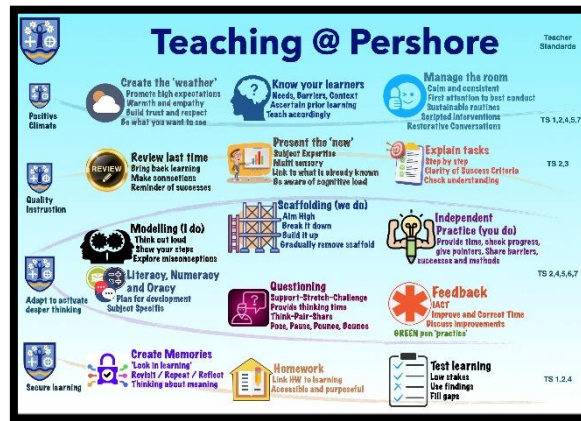 Teaching @ Pershore
Teacher
Standards
Create the 'weather'
Promote high expectations
Warmth and empathy
Build trust and respect
Be what you want to see
Know your learners
Needs, Barriers, Context
Ascertain prior learning
Teach accordingly
Manage the room
Calm and consistent
First attention to best conduct
Sustainable routines
Scripted interventions
Restorative Conversations
Positive
Climate
TS 1,2,4,5,7
Review last time
Bring back learning
Make connections
Reminder of successes
REVIEW
Present the 'new'
Subject Expertise
Multi sensory
Link to what is already known
Be aware of cognitive load
Explain tasks
Step by step
Clarity of Success Criteria
Check understanding
TS 2,3
Quality
Instruction
Modelling (I do)
Think out loud
Show your steps
Explore misconceptions
Scaffolding (we do)
Aim High
Break it down
Build it up
Gradually remove scaffold
Independent
Practice (you do)
Provide time, check progress,
give pointers. Share barriers,
successes and methods
Adapt to activate
deeper thinking
Literacy, Numeracy
and Oracy
Plan for development
Subject Specific
Questioning
Support-Stretch-Challenge
Provide thinking time
Think-Pair-Share
Pose, Pause, Pounce, Bounce
Feedback
IACT
Improve and Correct Time
Discuss improvements
GREEN pen 'practice'
TS 2,4,5,6,7
Secure learning
Create Memories
'Lock in learning'
Revisit / Repeat / Reflect
Thinking about meaning
Homework
Link HW to learning
Accessible and purposeful
Test learning
Low stakes
Use findings
Fill gaps
TS 1,2,4